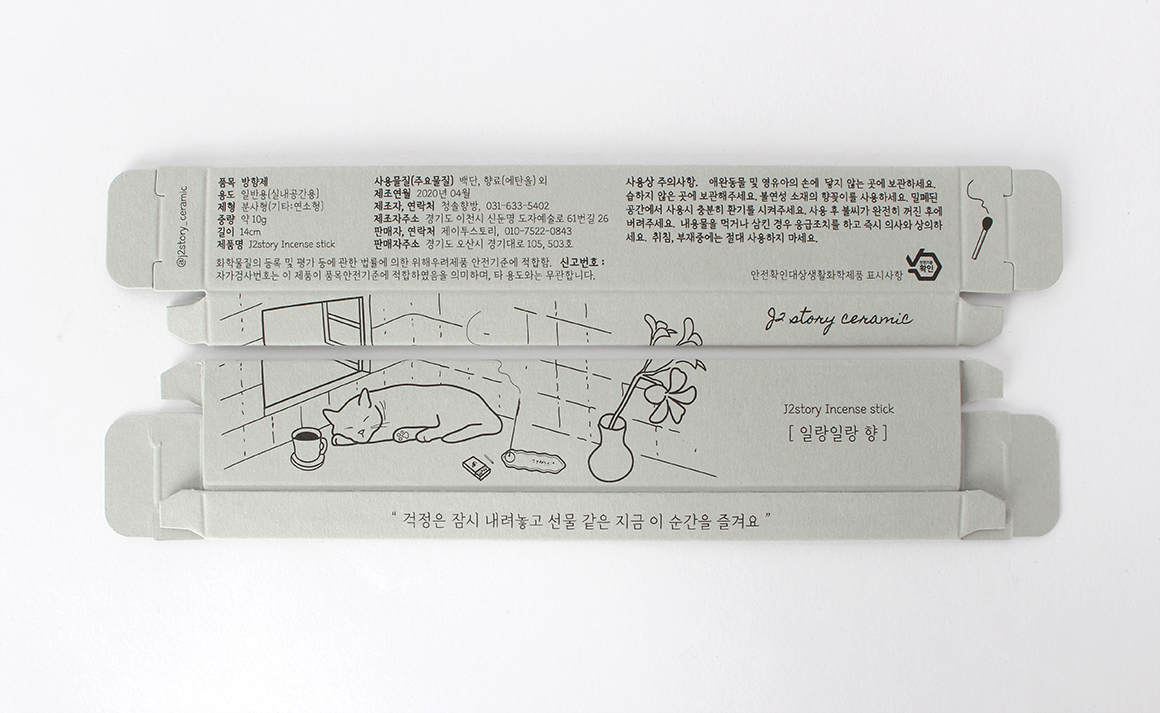 @j2story_ceramic
품목 방향제
용도 일반용(실내공간용)
제형 분사형(기타:연소형)
중량 약 10g
길이 14cm
제품명 J2story Incense stick
사용물질(주요물질) 백단, 향료(에탄올) 외
제조연월 2020년 04월
제조자, 연락처 청솔향방, 031-633-5402
제조자주소 경기도 이천시 신둔명 도자예술로 61번길 26
판매자, 연락처 제이투스토리, 010-7522-0843
판매자주소 경기도 오산시 경기대로 105, 503호
사용상 주의사항. 애완동물 및 영유아의 손에 닿지 않는 곳에 보관하세요.
습하지 않은 곳에 보관해주세요. 불연성 소재의 향꽂이를 사용하세요. 밀폐된
공간에서 사용시 충분히 환기를 시켜주세요. 사용 후 불씨가 완전히 꺼진 후에
버려주세요. 내용물을 먹거나 삼킨 경우 응급조치를 하고 즉시 의사와 상의하
세요. 취침, 부재중에는 절대 사용하지 마세요.
화학물질의 등록 및 평가 등에 관한 법률에 의한 위해우려제품 안전기준에 적합함. 신고번호 :
자가검사번호는 이 제품이 품목안전기준에 적합하였음을 의미하며, 타 용도와는 무관합니다.
안전확인대상생활화학제품 표시사항
안전기준
확인
J2 story ceramic
J2story Incense stick
[ 일랑일랑 향 ]
“ 걱정은 잠시 내려놓고 선물 같은 지금 이 순간을 즐겨요 ”